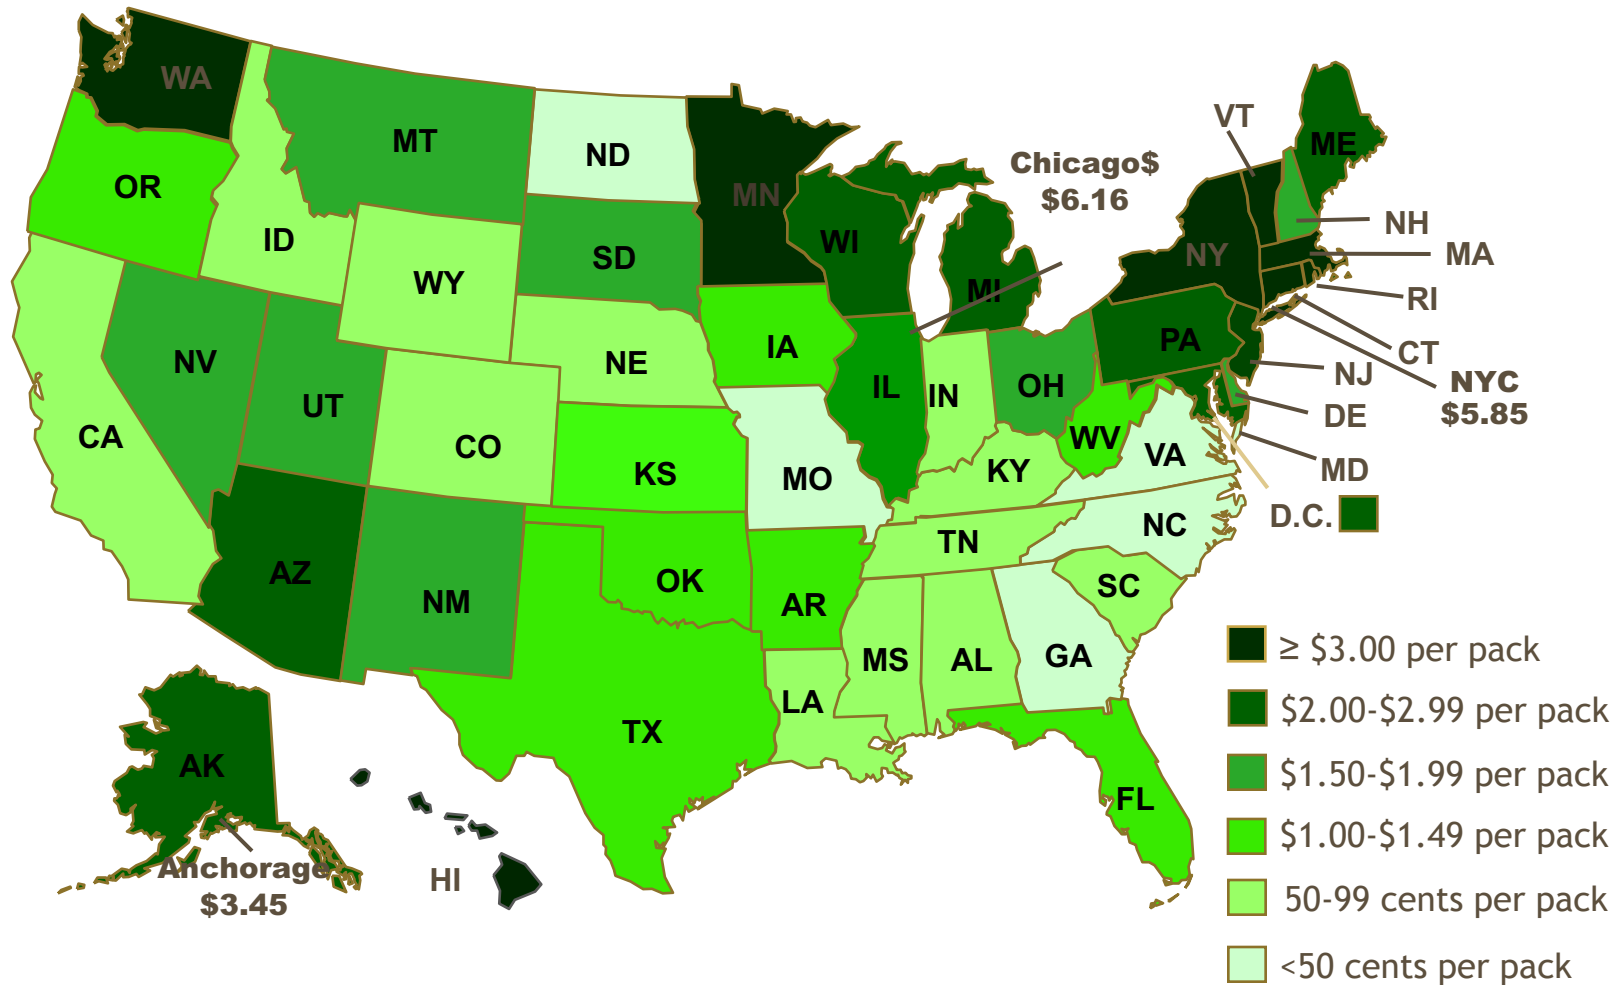 WA
MT
ND
MN
OR
ID
WY
SD
WI
MI
Chicago$
$6.16
VT
ME
NH
NY
MA
RI
CT
NJ
NYC
$5.85
DE
MD
D.C.
PA
NV
UT
CA
CO
NE
IA
IL
IN
OH
WV
VA
KS
MO
KY
NC
TN
SC
AZ
NM
OK
AR
MS
AL
GA
LA
TX
FL
AK
Anchorage
$3.45
HI
≥ $3.00 per pack
$2.00-$2.99 per pack
$1.50-$1.99 per pack
$1.00-$1.49 per pack
50-99 cents per pack
<50 cents per pack